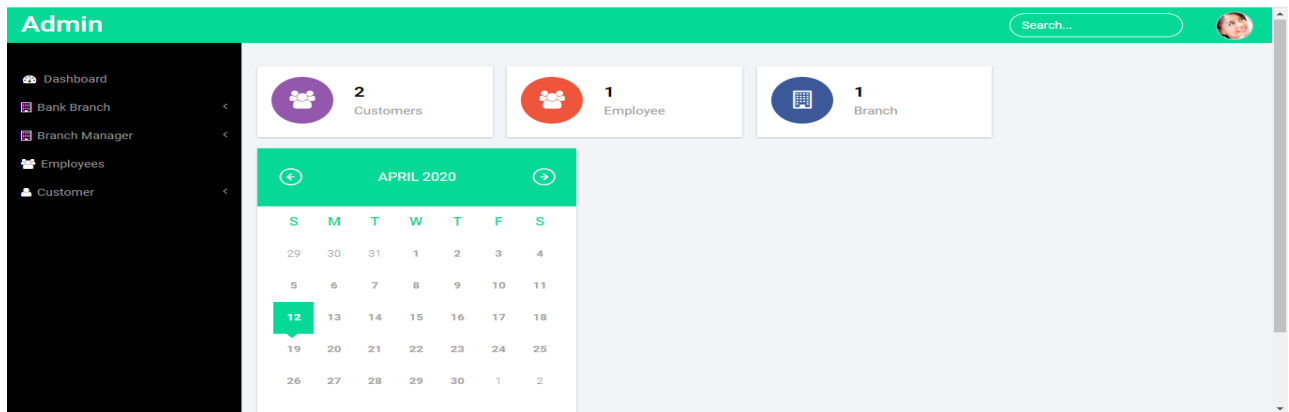 Admin
Search...
Dashboard
Bank Branch
Branch Manager
Employees
Customer
2
Customers
1
Employee
1
Branch
APRIL 2020
S M T W T F S
29 30 31 1 2 3 4
5 6 7 8 9 10 11
12 13 14 15 16 17 18
19 20 21 22 23 24 25
26 27 28 29 30 1 2